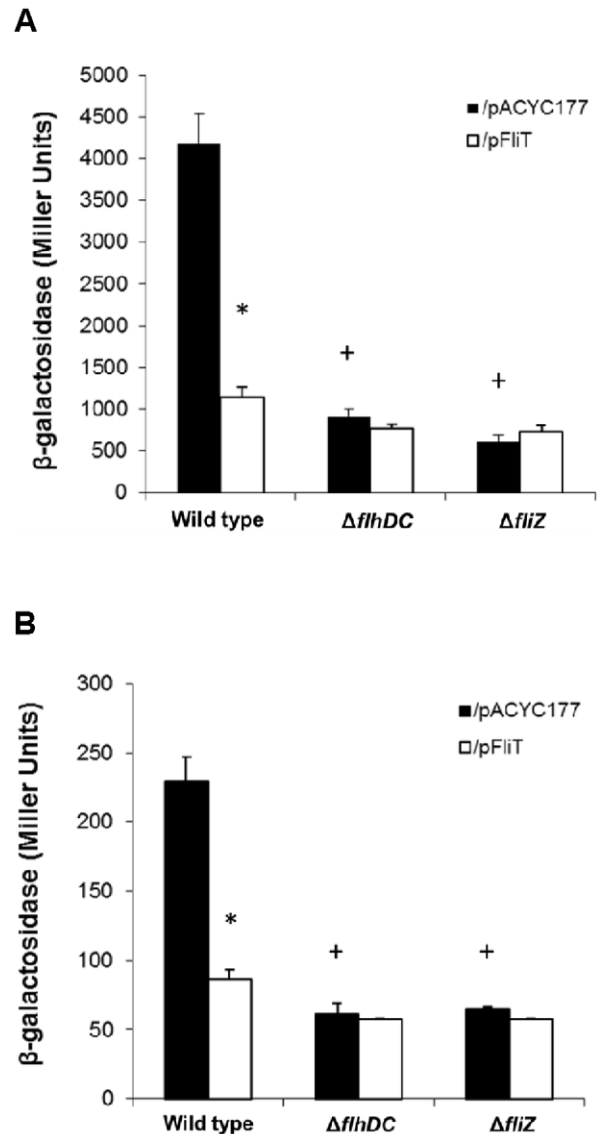 A
β-galactosidase (Miller Units)
5000
4500
4000
3500
3000
2500
2000
1500
1000
500
0
/pACYC177
/pFliT
*
+
+
Wild type ΔflhDC ΔfliZ
B
β-galactosidase (Miller Units)
300
250
200
150
100
50
0
/pACYC177
/pFliT
*
+
+
Wild type ΔflhDC ΔfliZ